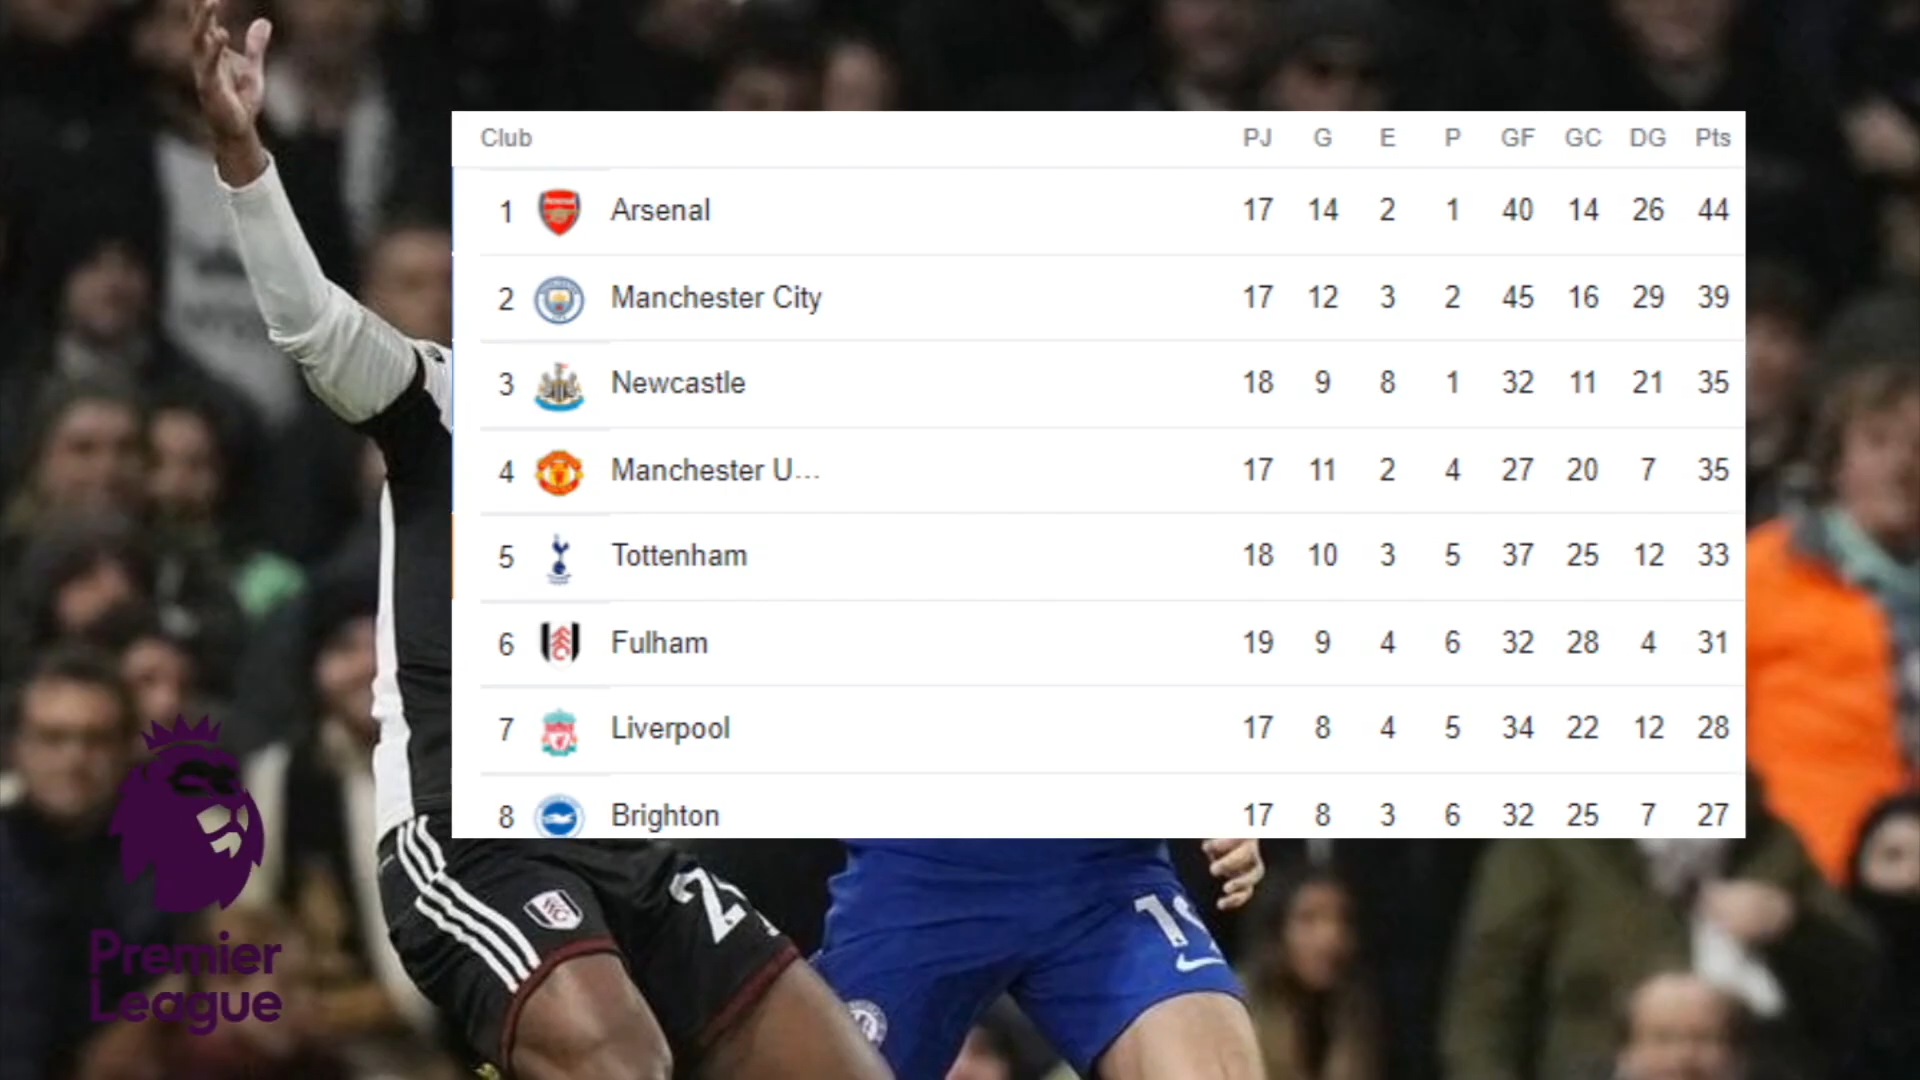 Club PJ G E P GF GC DG Pts
1 Arsenal 17 14 2 1 40 14 26 44
2 Manchester City 17 12 3 2 45 16 29 39
3 Newcastle 18 9 8 1 32 11 21 35
4 Manchester U... 17 11 2 4 27 20 7 35
5 Tottenham 18 10 3 5 37 25 12 33
6 Fulham 19 9 4 6 32 28 4 31
7 Liverpool 17 8 4 5 34 22 12 28
8 Brighton 17 8 3 6 32 25 7 27
Premier
League